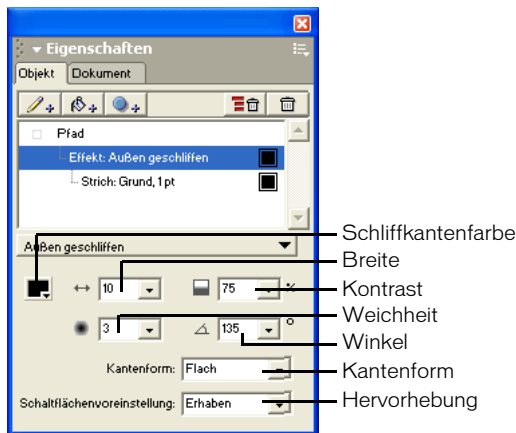 Eigenschaften
Objekt Dokument
Pfad
Effekt: Außen geschliffen
Strich: Grund, 1 pt
Außen geschliffen
Schliffkantenfarbe
Breite
10 75 %
Kontrast
Weichheit
3 135 °
Winkel
Kantenform: Flach
Kantenform
Schaltflächenvoreinstellung: Erhaben
Hervorhebung